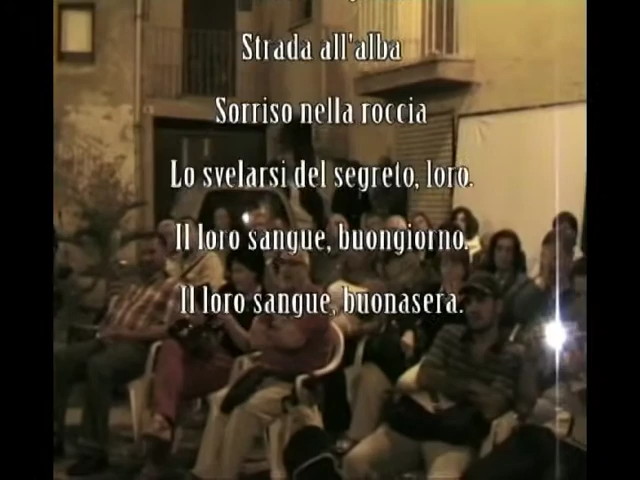 Strada all'alba
Sorriso nella roccia
Lo svelarsi del segreto, loro.
Il loro sangue, buongiorno.
Il loro sangue, buonasera.